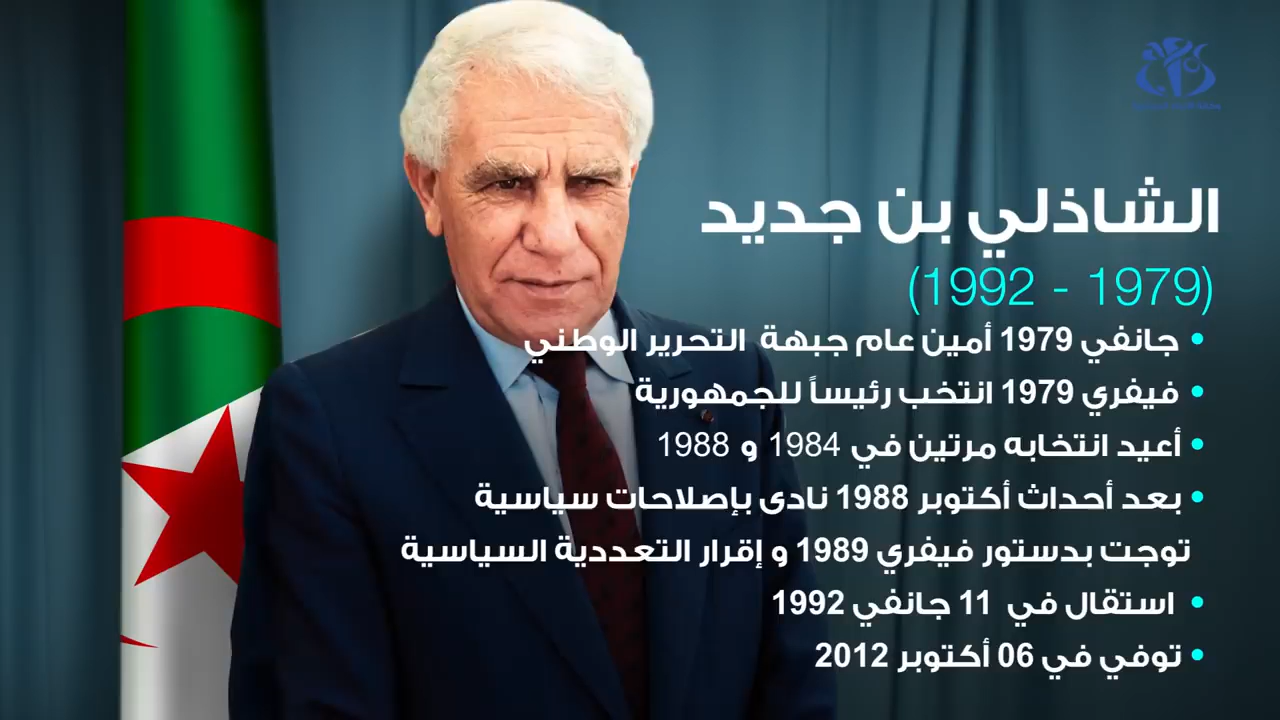 الشاذلي بن جديد
(1979 - 1992)
• جانفي 1979 أمين عام جبهة التحرير الوطني
• فيفري 1979 انتخب رئيساً للجمهورية
• أعيد انتخابه مرتين في 1984 و 1988
• بعد أحداث أكتوبر 1988 نادى بإصلاحات سياسية
توجت بدستور فيفري 1989 و إقرار التعددية السياسية
• استقال في 11 جانفي 1992
• توفي في 06 أكتوبر 2012